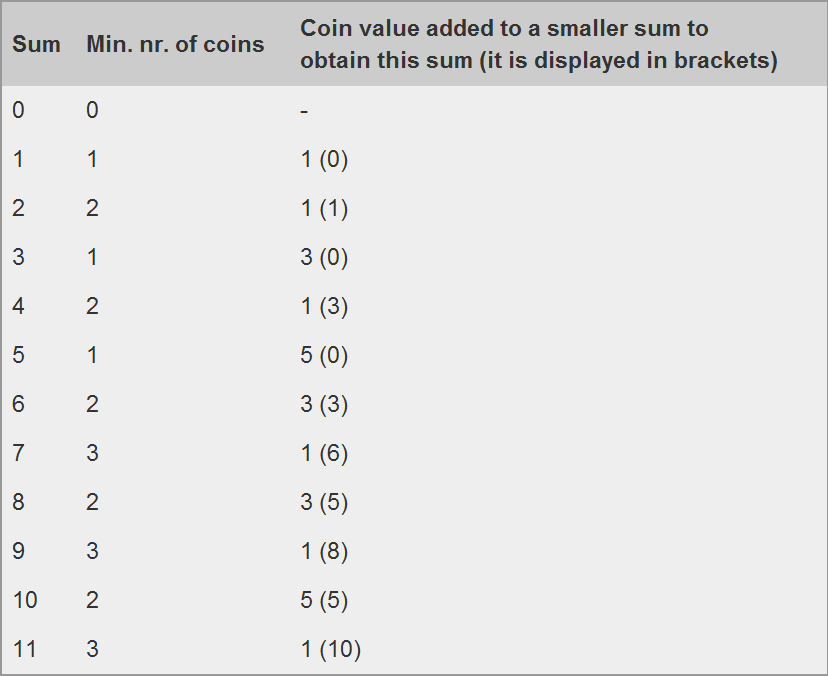 Sum Min. nr. of coins Coin value added to a smaller sum to
obtain this sum (it is displayed in brackets)
0 0 -
1 1 1 (0)
2 2 1 (1)
3 1 3 (0)
4 2 1 (3)
5 1 5 (0)
6 2 3 (3)
7 3 1 (6)
8 2 3 (5)
9 3 1 (8)
10 2 5 (5)
11 3 1 (10)